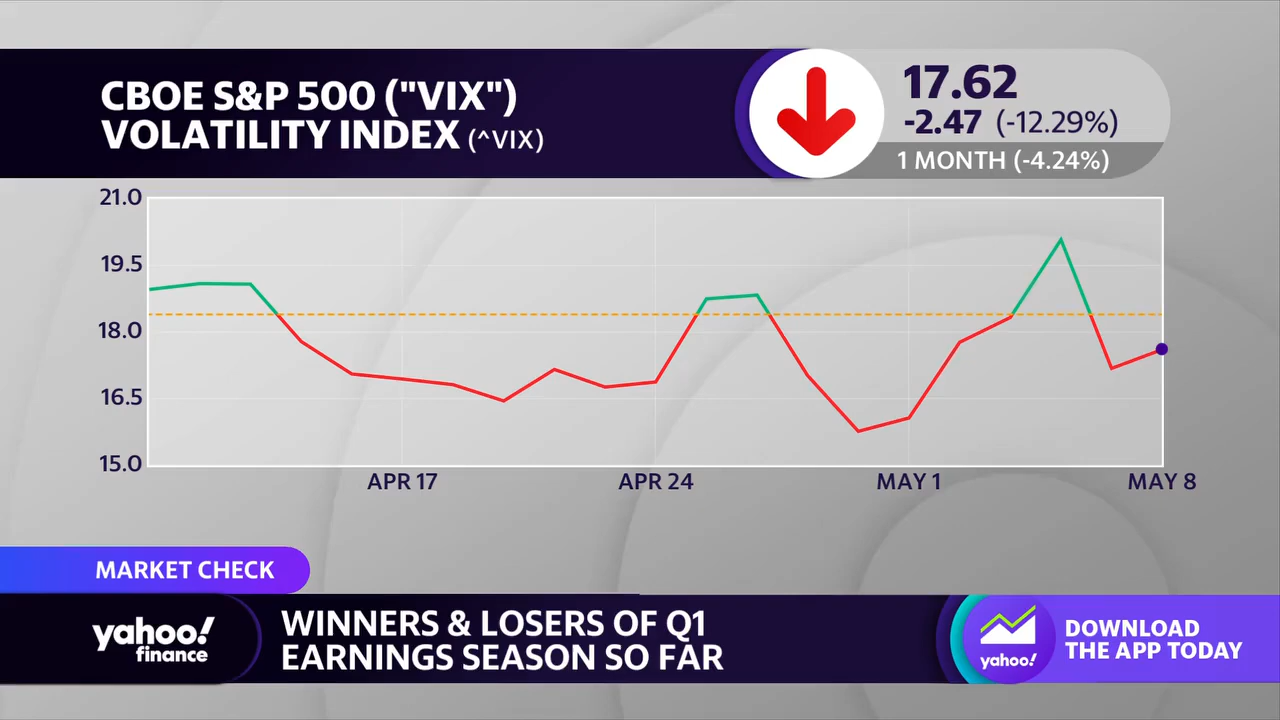 CBOE S&P 500 ("VIX")
VOLATILITY INDEX (^VIX)
17.62
-2.47 (-12.29%)
1 MONTH (-4.24%)
21.0
19.5
18.0
16.5
15.0
APR 17
APR 24
MAY 1
MAY 8
MARKET CHECK
yahoo!
finance
WINNERS & LOSERS OF Q1
EARNINGS SEASON SO FAR
yahoo!
DOWNLOAD
THE APP TODAY